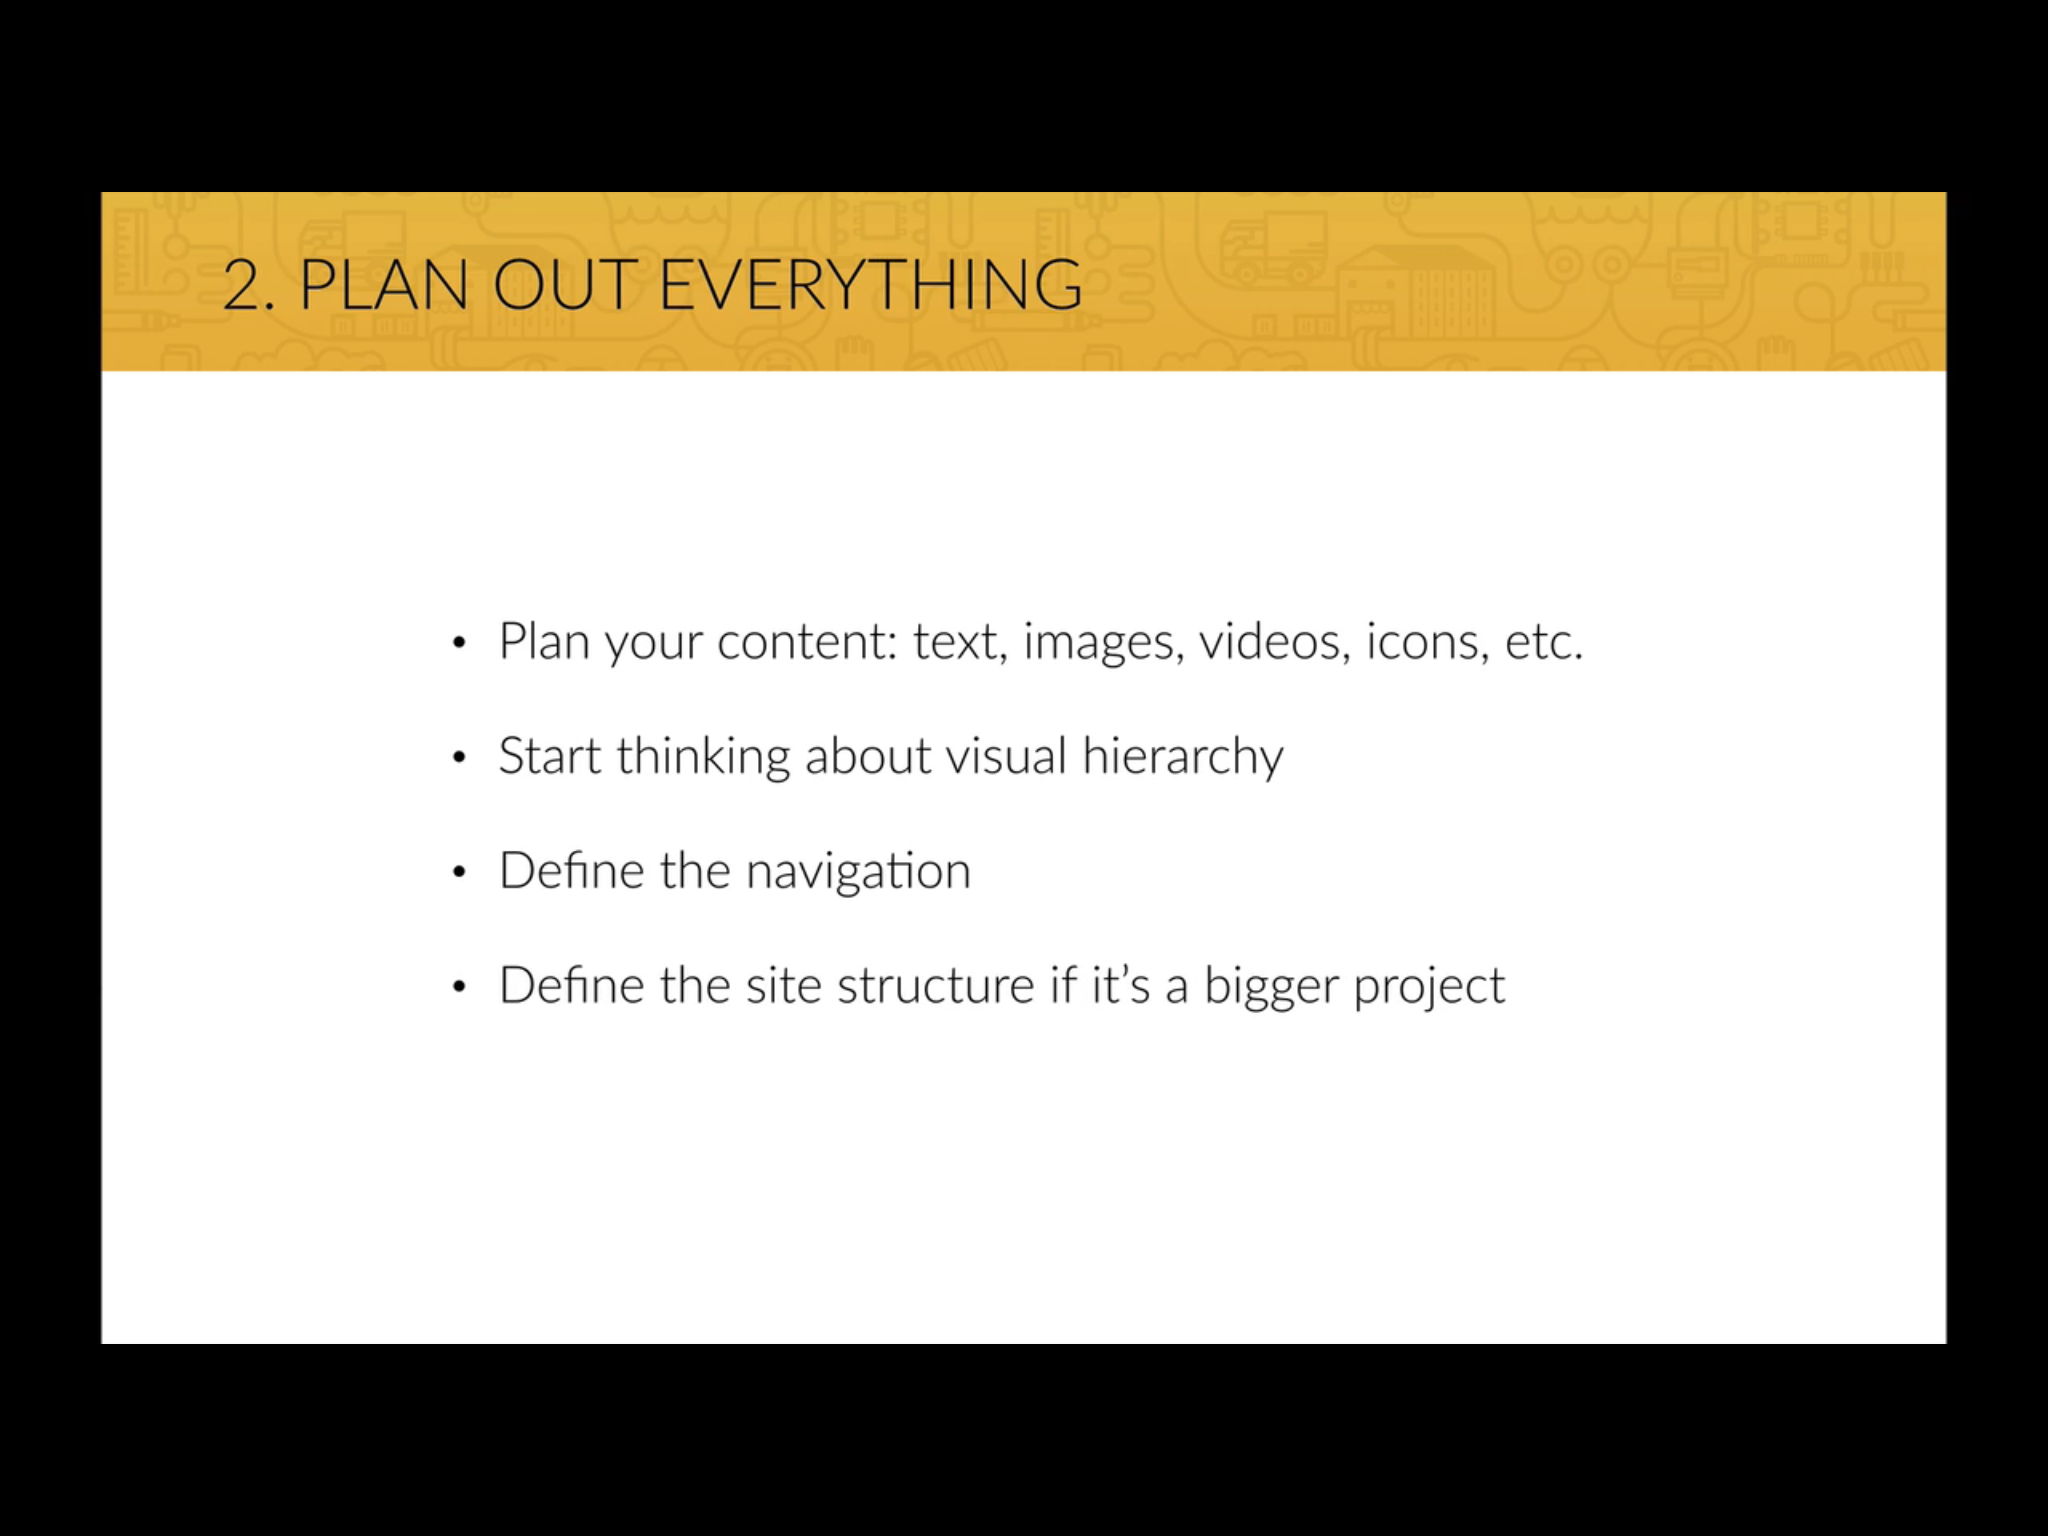 2. PLAN OUT EVERYTHING
• Plan your content: text, images, videos, icons, etc.
• Start thinking about visual hierarchy
• Define the navigation
• Define the site structure if it’s a bigger project